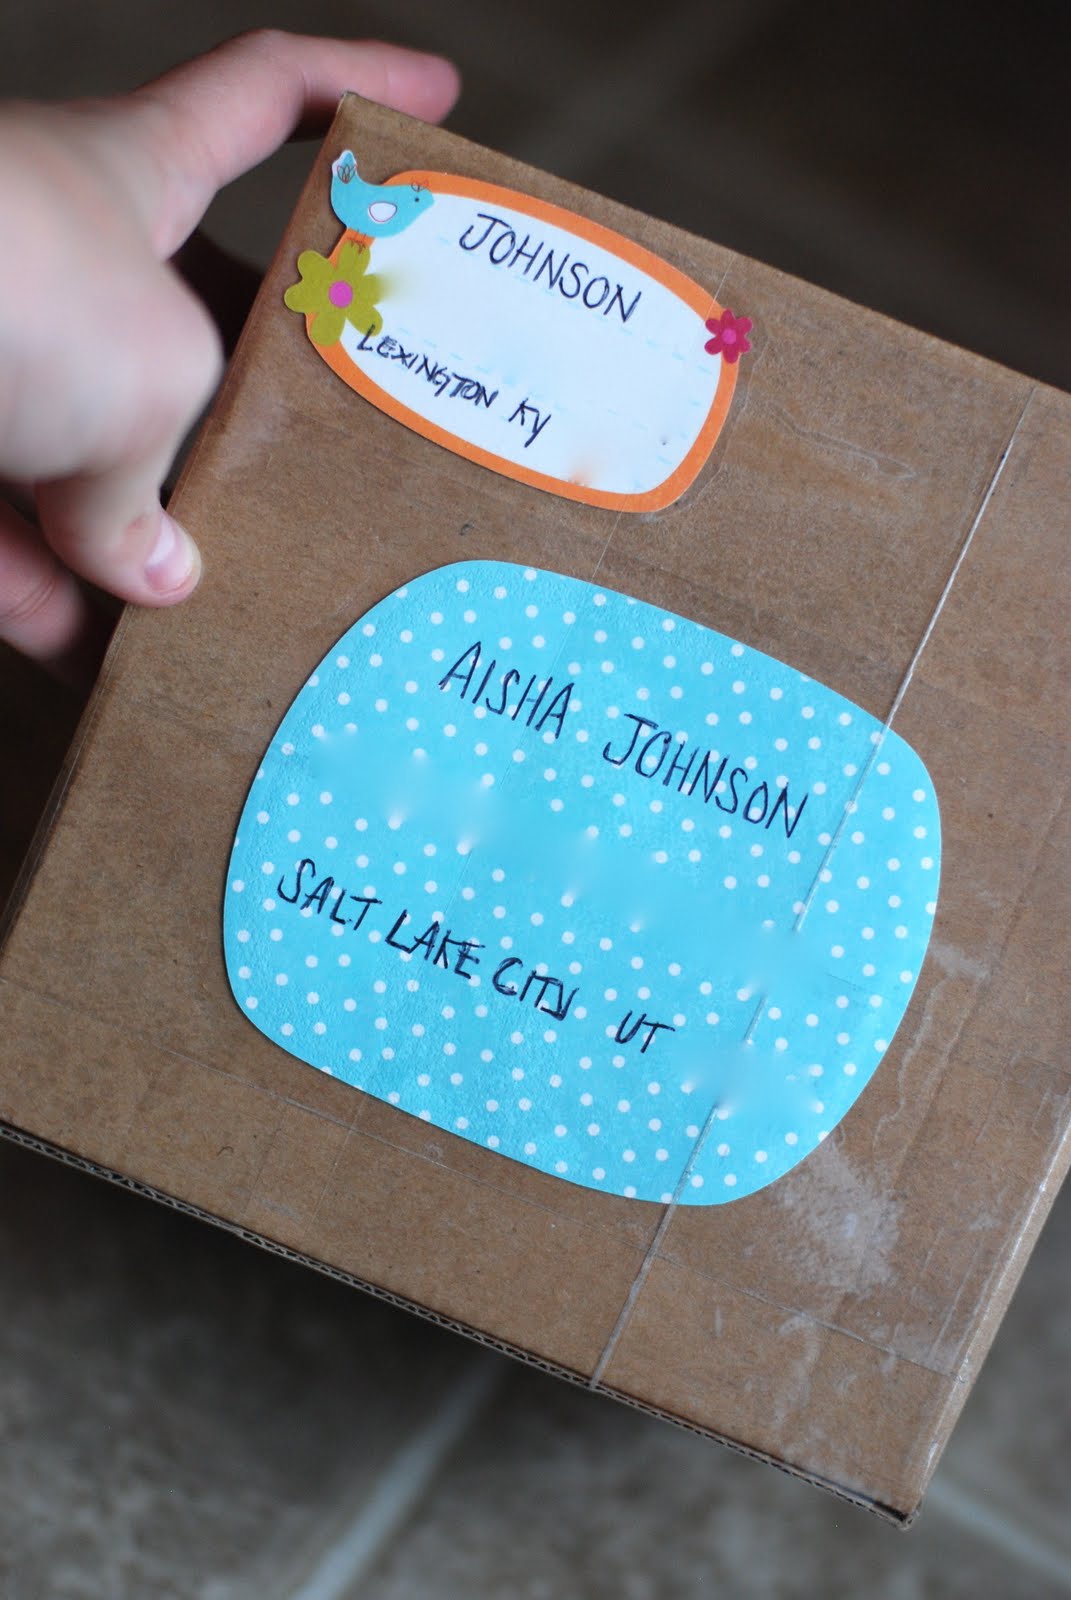 JOHNSON
LEXINGTON KY
AISHA JOHNSON
SALT LAKE CITY UT